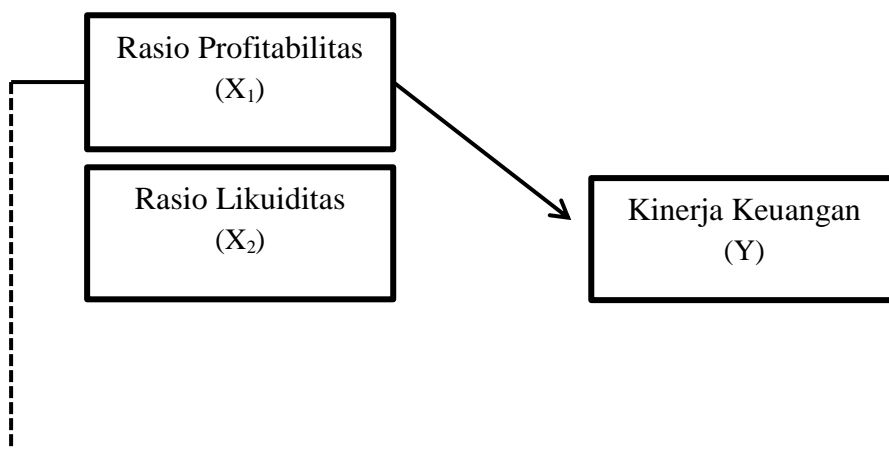 Rasio Profitabilitas
(X₁)
Rasio Likuiditas
(X₂)
Kinerja Keuangan
(Y)